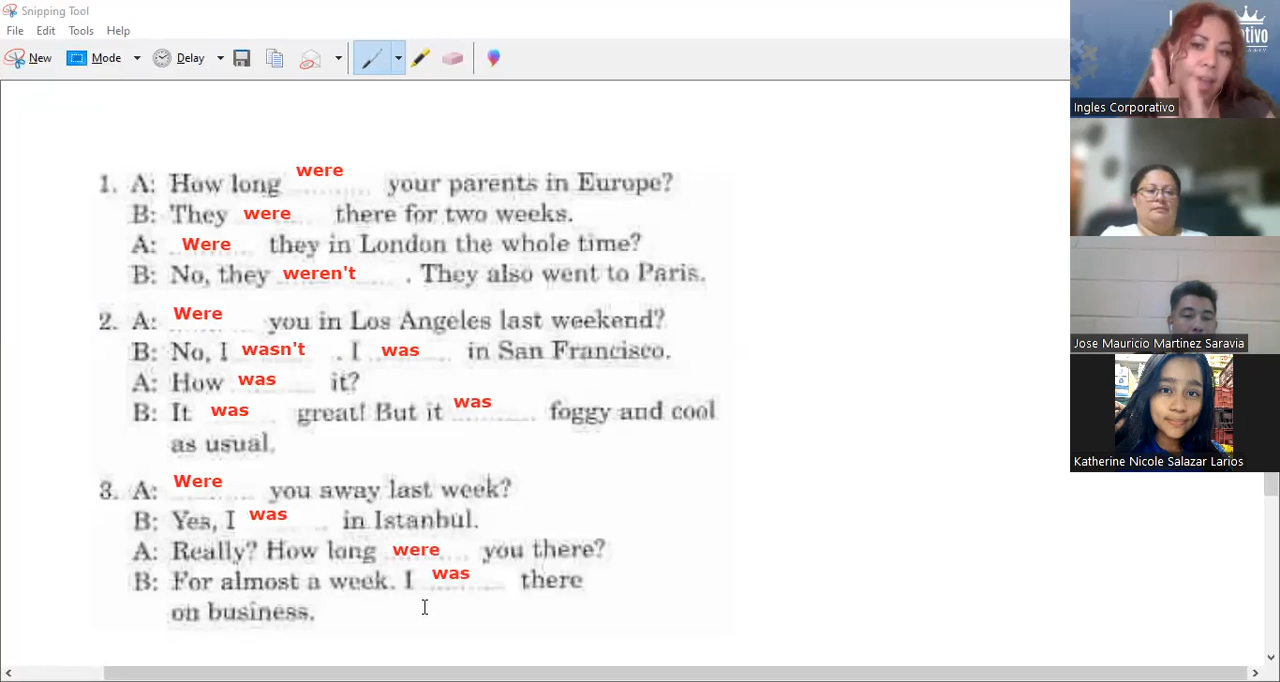 Snipping Tool
File Edit Tools Help
New Mode Delay
Ingles Corporativo
1. A: How long were your parents in Europe?
B: They were there for two weeks.
A: Were they in London the whole time?
B: No, they weren't. They also went to Paris.
2. A: Were you in Los Angeles last weekend?
B: No, I wasn't. I was in San Francisco.
A: How was it?
B: It was great! But it was foggy and cool
as usual.
3. A: Were you away last week?
B: Yes, I was in Istanbul.
A: Really? How long were you there?
B: For almost a week. I was there
on business.
Jose Mauricio Martinez Saravia
Katherine Nicole Salazar Larios